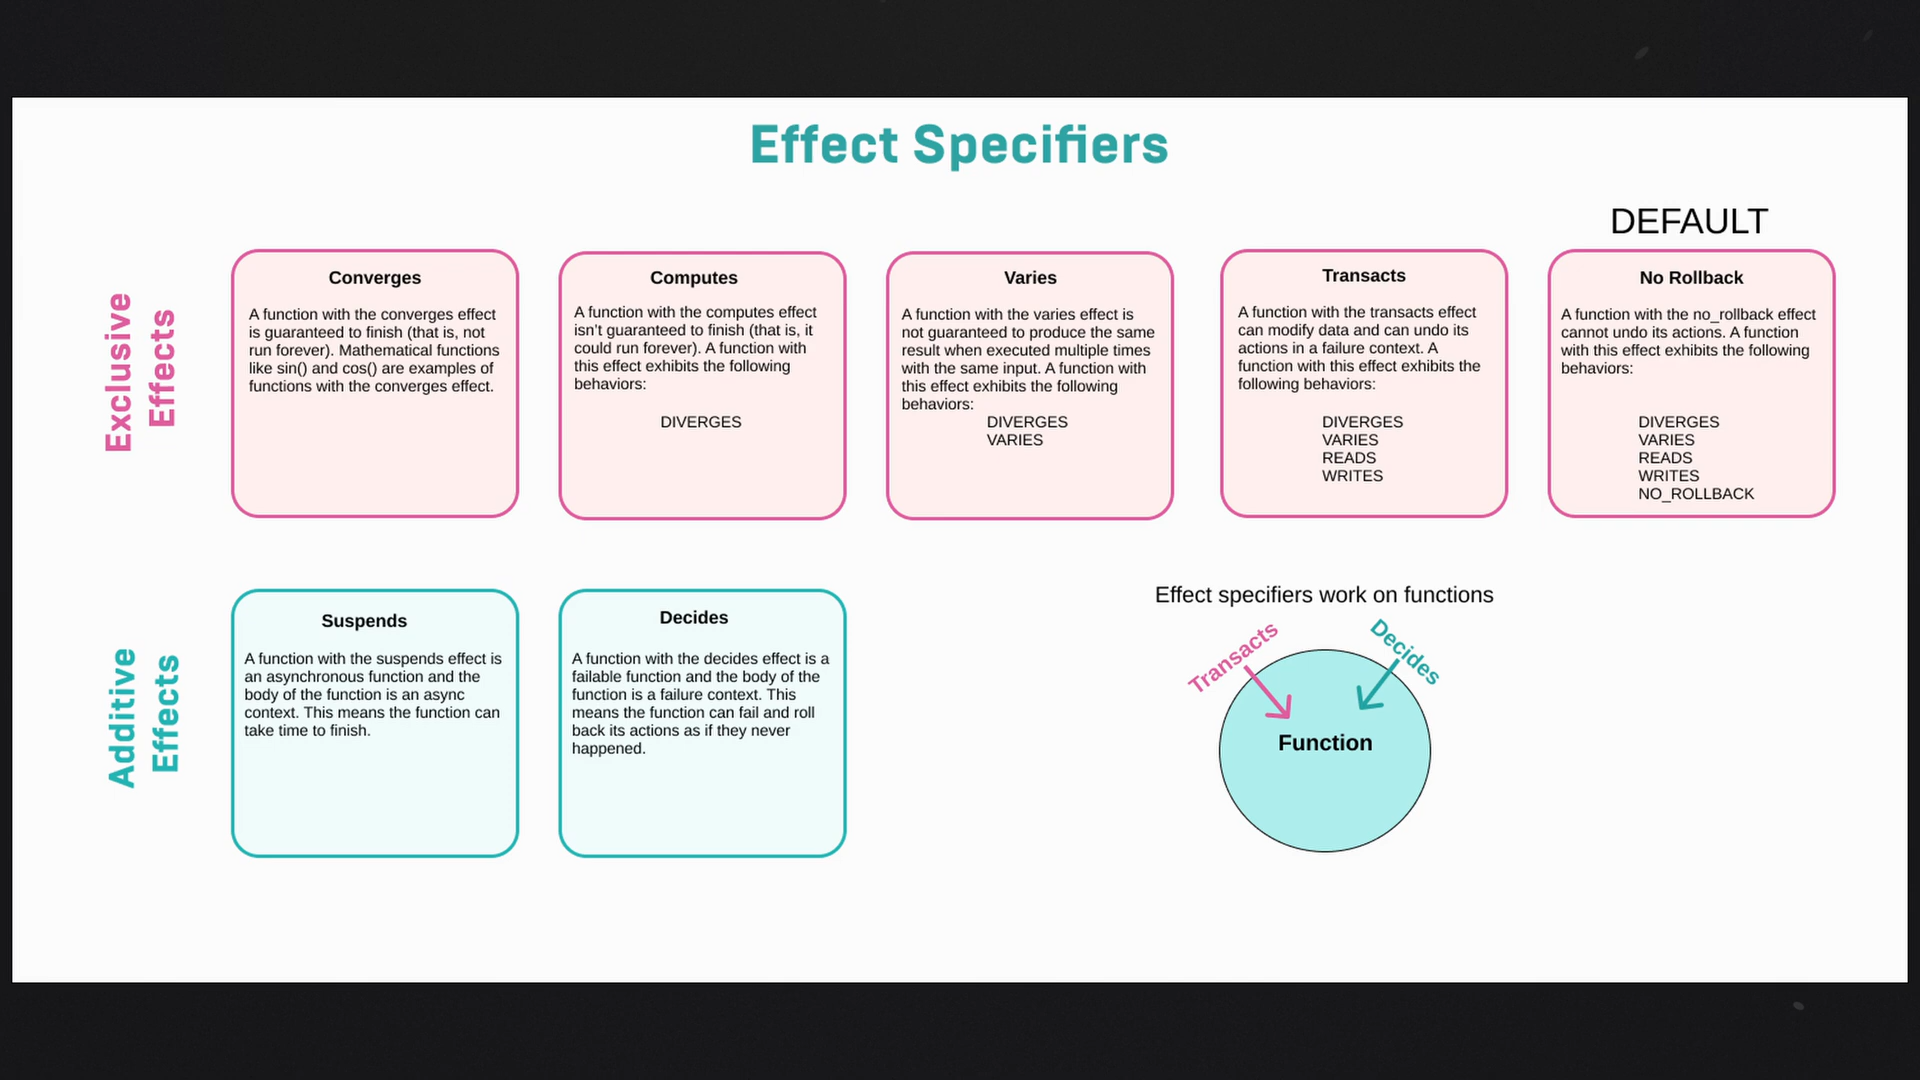 Effect Specifiers
DEFAULT
Exclusive
Effects
Converges
A function with the converges effect
is guaranteed to finish (that is, not
run forever). Mathematical functions
like sin() and cos() are examples of
functions with the converges effect.
Computes
A function with the computes effect
isn't guaranteed to finish (that is, it
could run forever). A function with
this effect exhibits the following
behaviors:
DIVERGES
Varies
A function with the varies effect is
not guaranteed to produce the same
result when executed multiple times
with the same input. A function with
this effect exhibits the following
behaviors:
DIVERGES
VARIES
Transacts
A function with the transacts effect
can modify data and can undo its
actions in a failure context. A
function with this effect exhibits the
following behaviors:
DIVERGES
VARIES
READS
WRITES
No Rollback
A function with the no_rollback effect
cannot undo its actions. A function
with this effect exhibits the following
behaviors:
DIVERGES
VARIES
READS
WRITES
NO_ROLLBACK
Additive
Effects
Suspends
A function with the suspends effect is
an asynchronous function and the
body of the function is an async
context. This means the function can
take time to finish.
Decides
A function with the decides effect is a
failable function and the body of the
function is a failure context. This
means the function can fail and roll
back its actions as if they never
happened.
Effect specifiers work on functions
Transacts
Decides
Function